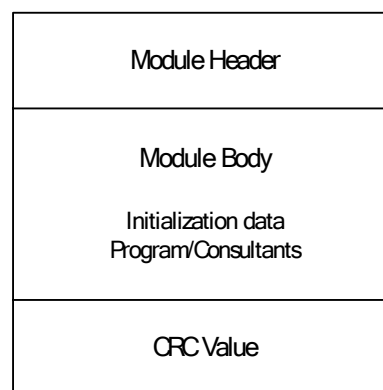 Module Header
Module Body
Initialization data
Program/Consultants
CRC Value